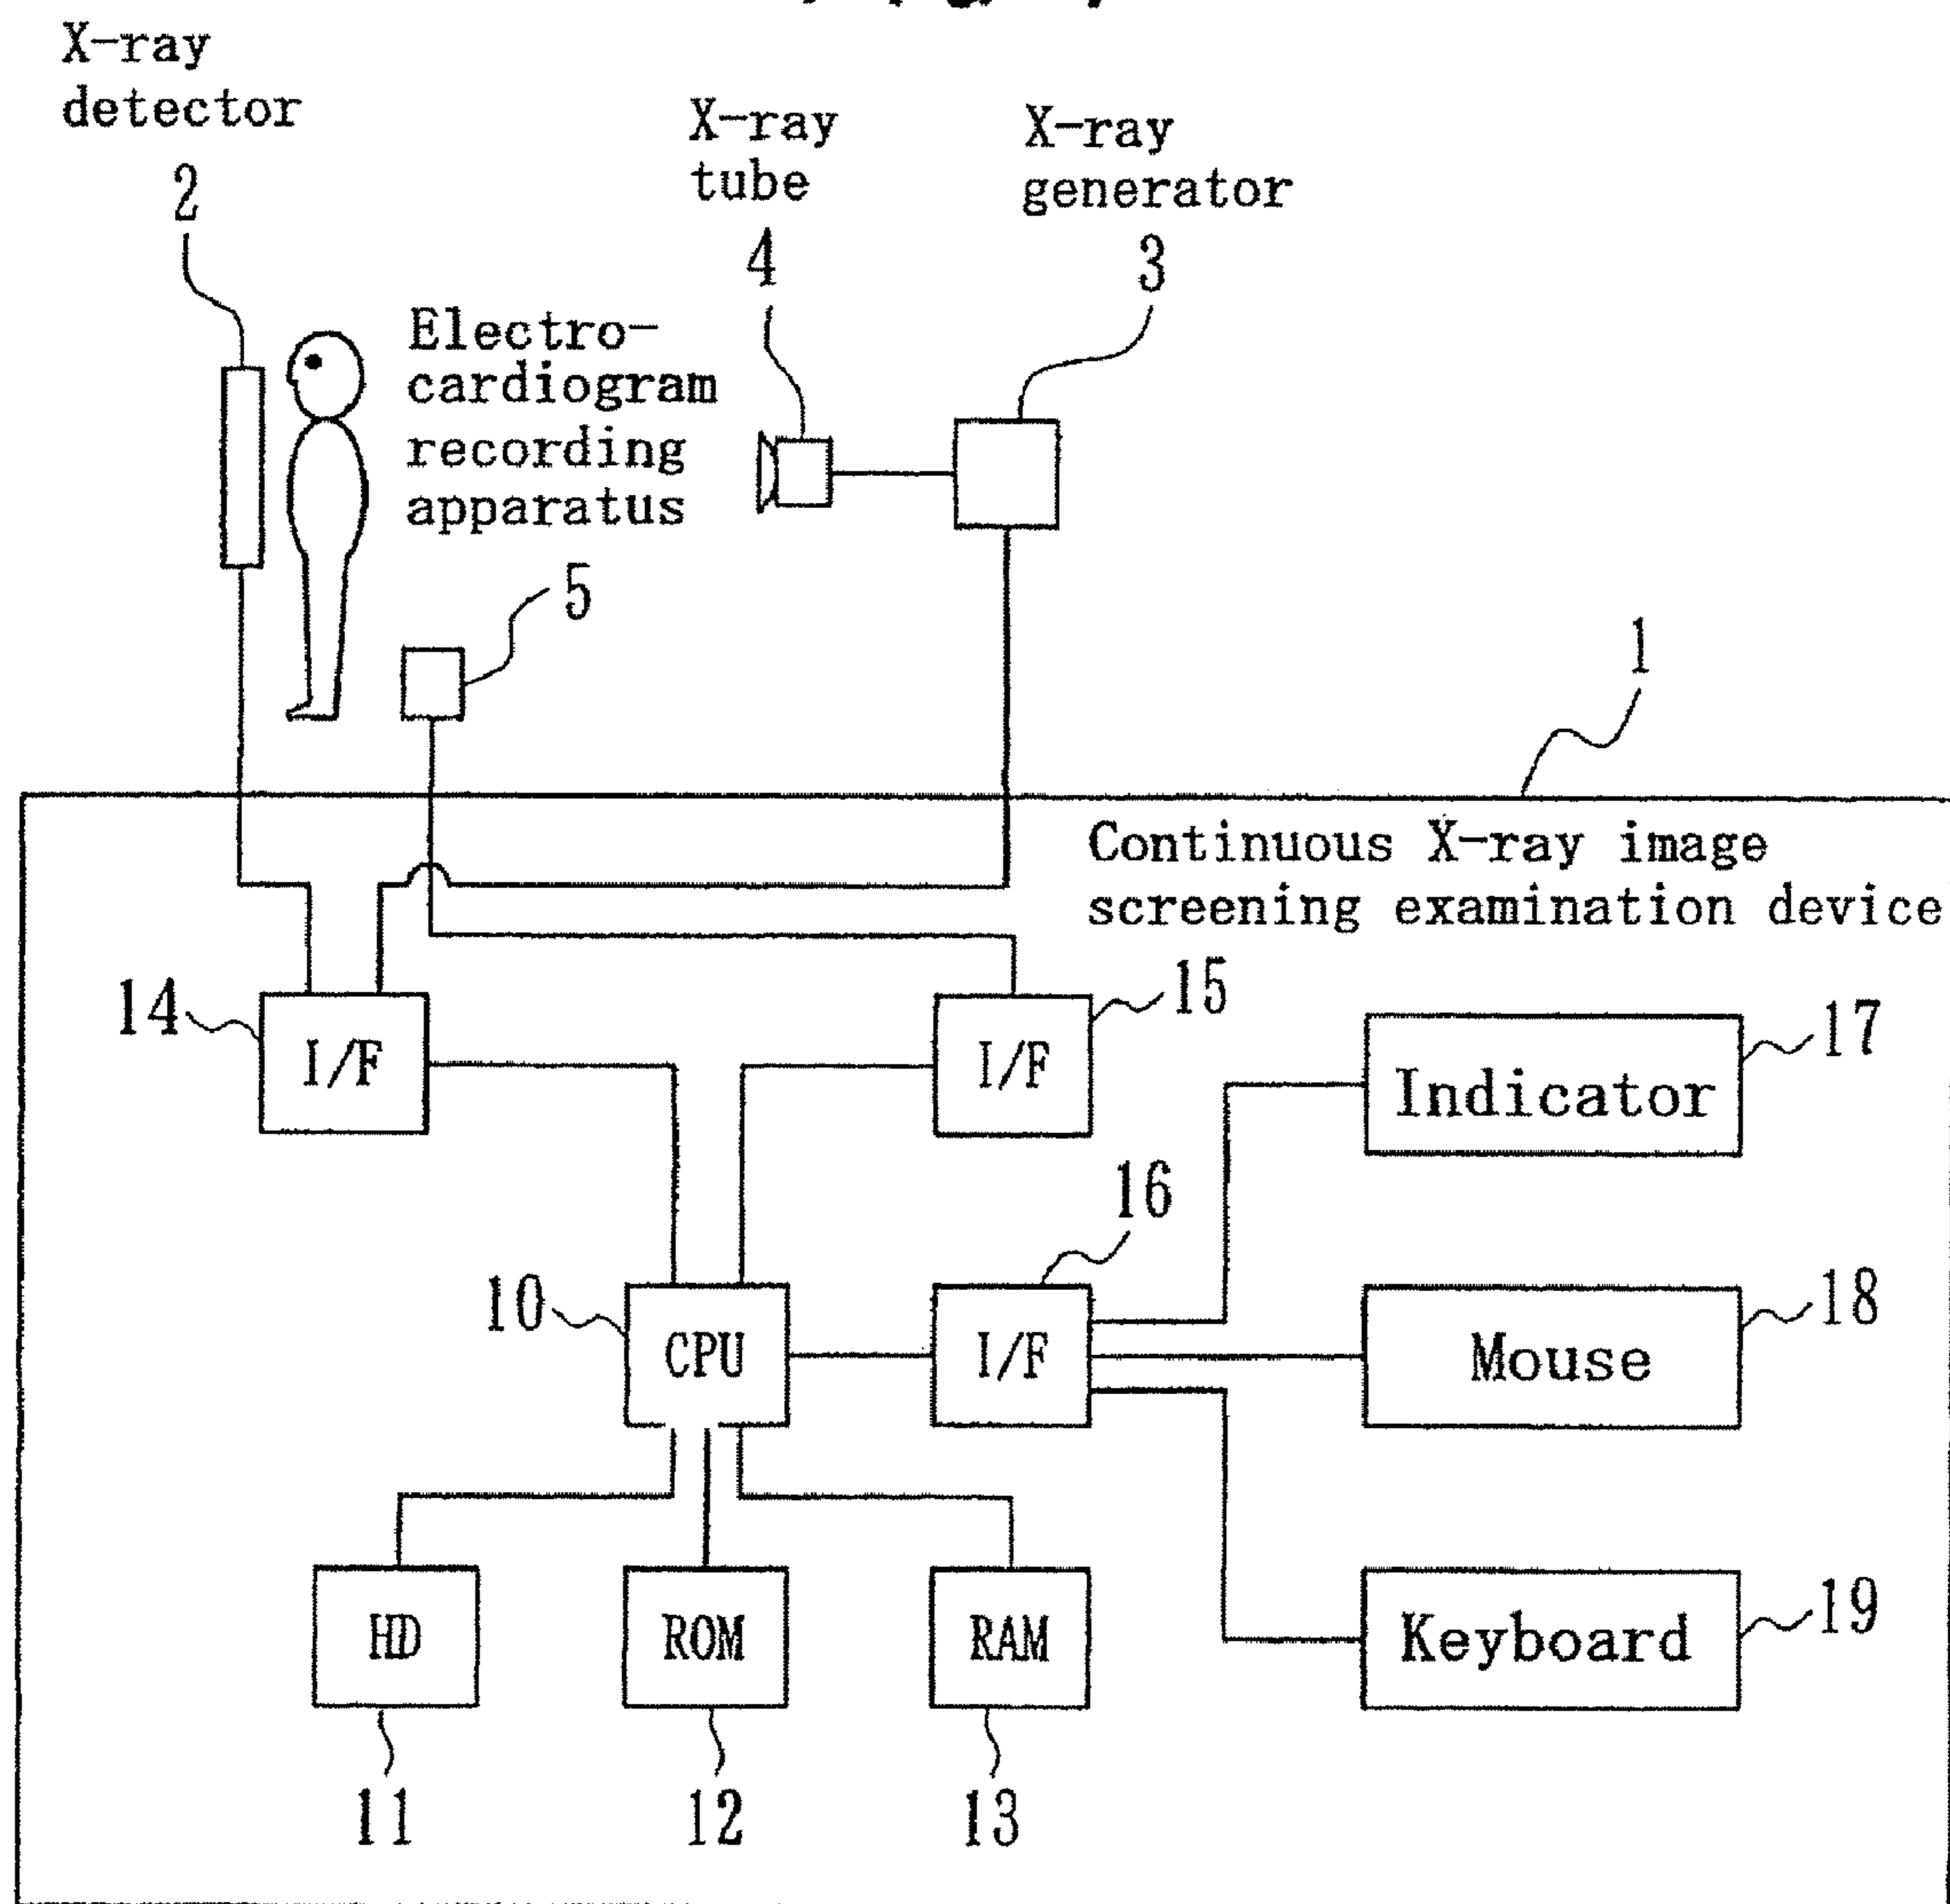 X-ray
detector
2
X-ray
tube
4
X-ray
generator
3
Electro-
cardiogram
recording
apparatus
5
1
Continuous X-ray image
screening examination device
14
I/F
15
I/F
17
Indicator
16
10
CPU
I/F
18
Mouse
HD
ROM
RAM
19
Keyboard
11
12
13